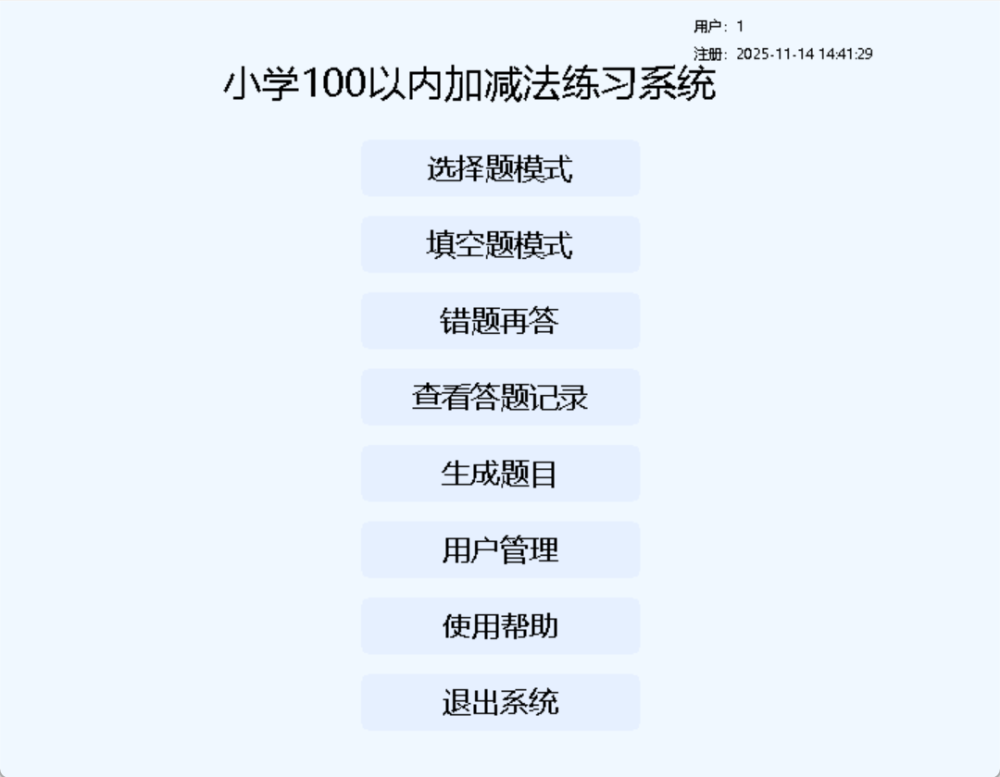 用户：1
注册：2025-11-14 14:41:29
小学100以内加减法练习系统
选择题模式
填空题模式
错题再答
查看答题记录
生成题目
用户管理
使用帮助
退出系统